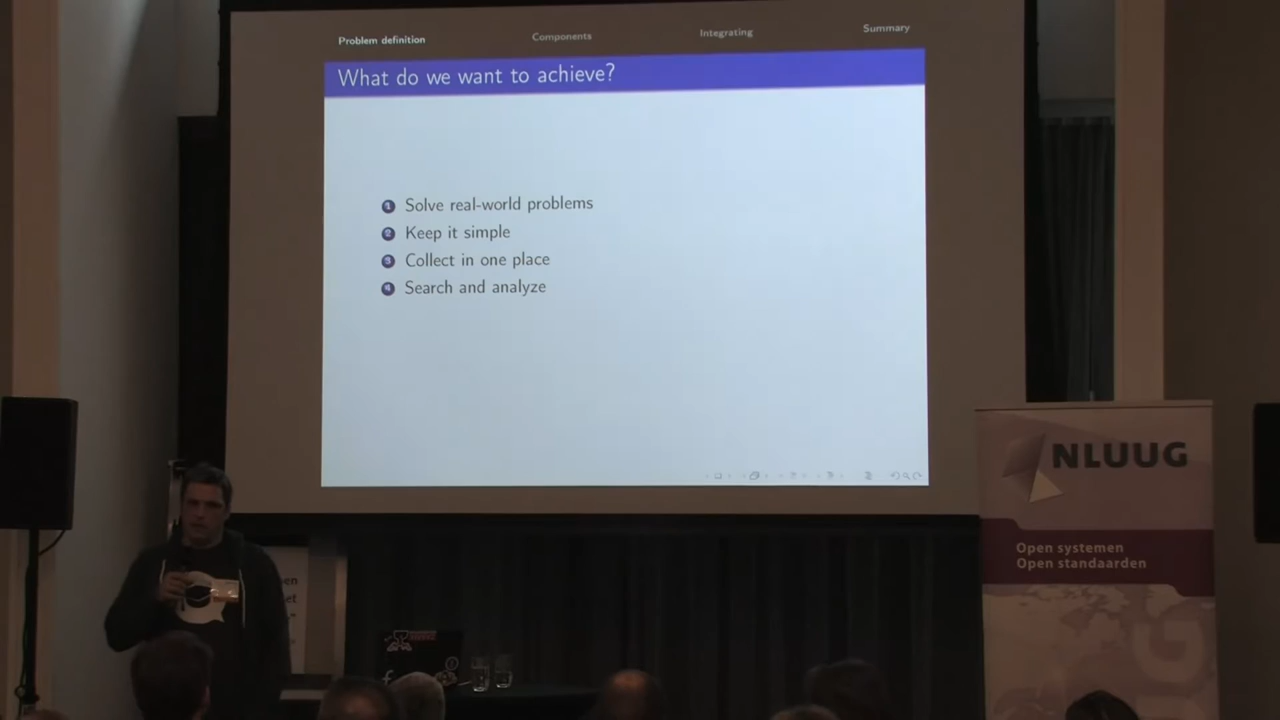 Problem definition
Components
Integrating
Summary
What do we want to achieve?
1 Solve real-world problems
2 Keep it simple
3 Collect in one place
4 Search and analyze
NLUUG
Open systemen
Open standaarden